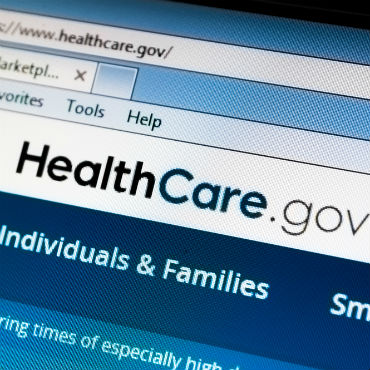 s://www.healthcare.gov/
arketpl... ×
vorites Tools Help
HealthCare.gov
Individuals & Families Sm
ring times of especially high d